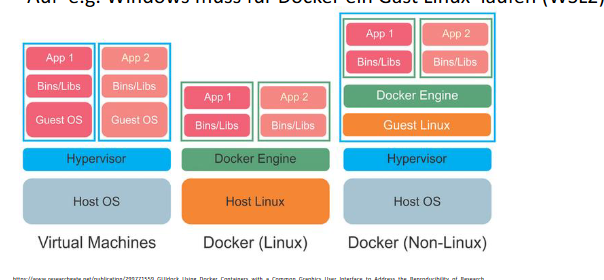 Auf e.g. Windows muss für Docker ein Gast Linux laufen (WSL2)
App 1
App 2
Bins/Libs
Bins/Libs
Guest OS
Guest OS
Hypervisor
Host OS
Virtual Machines
App 1
App 2
Bins/Libs
Bins/Libs
Docker Engine
Host Linux
Docker (Linux)
App 1
App 2
Bins/Libs
Bins/Libs
Docker Engine
Guest Linux
Hypervisor
Host OS
Docker (Non-Linux)
https://www.researchgate.net/publication/299771559_GUIdock_Using_Docker_Containers_with_a_Common_Graphics_User_Interface_to_Address_the_Reproducibility_of_Research